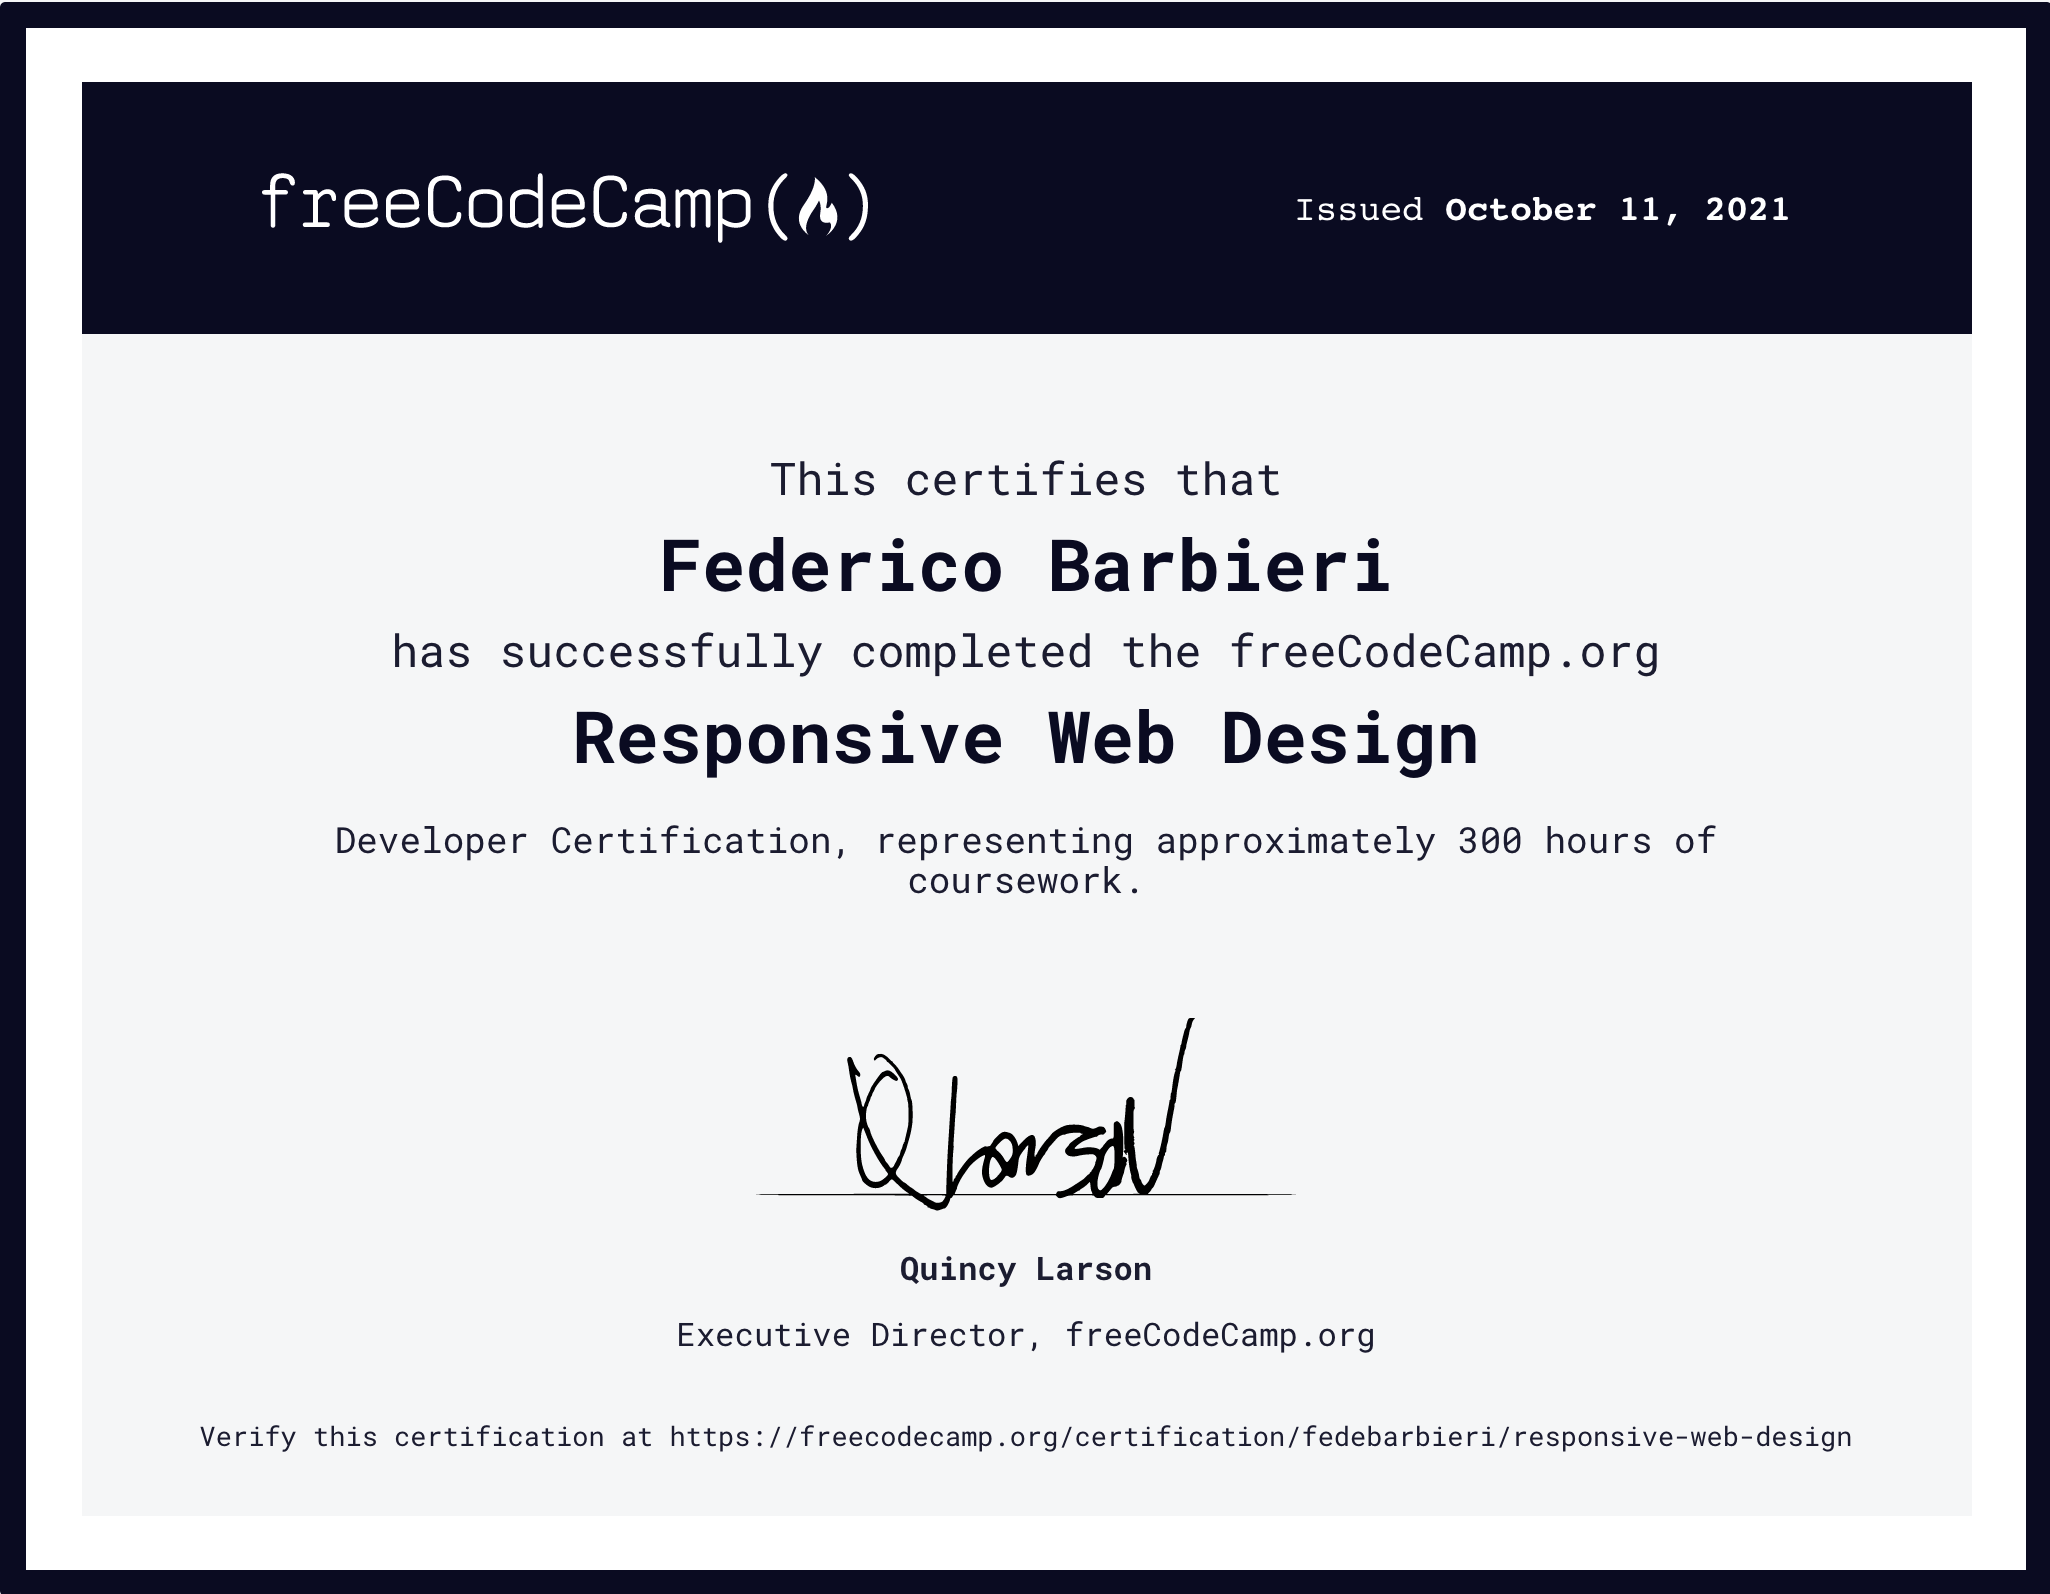 freeCodeCamp
Issued October 11, 2021
This certifies that
Federico Barbieri
has successfully completed the freeCodeCamp.org
Responsive Web Design
Developer Certification, representing approximately 300 hours of
coursework.
Q Larson
Quincy Larson
Executive Director, freeCodeCamp.org
Verify this certification at https://freecodecamp.org/certification/fedebarbieri/responsive-web-design